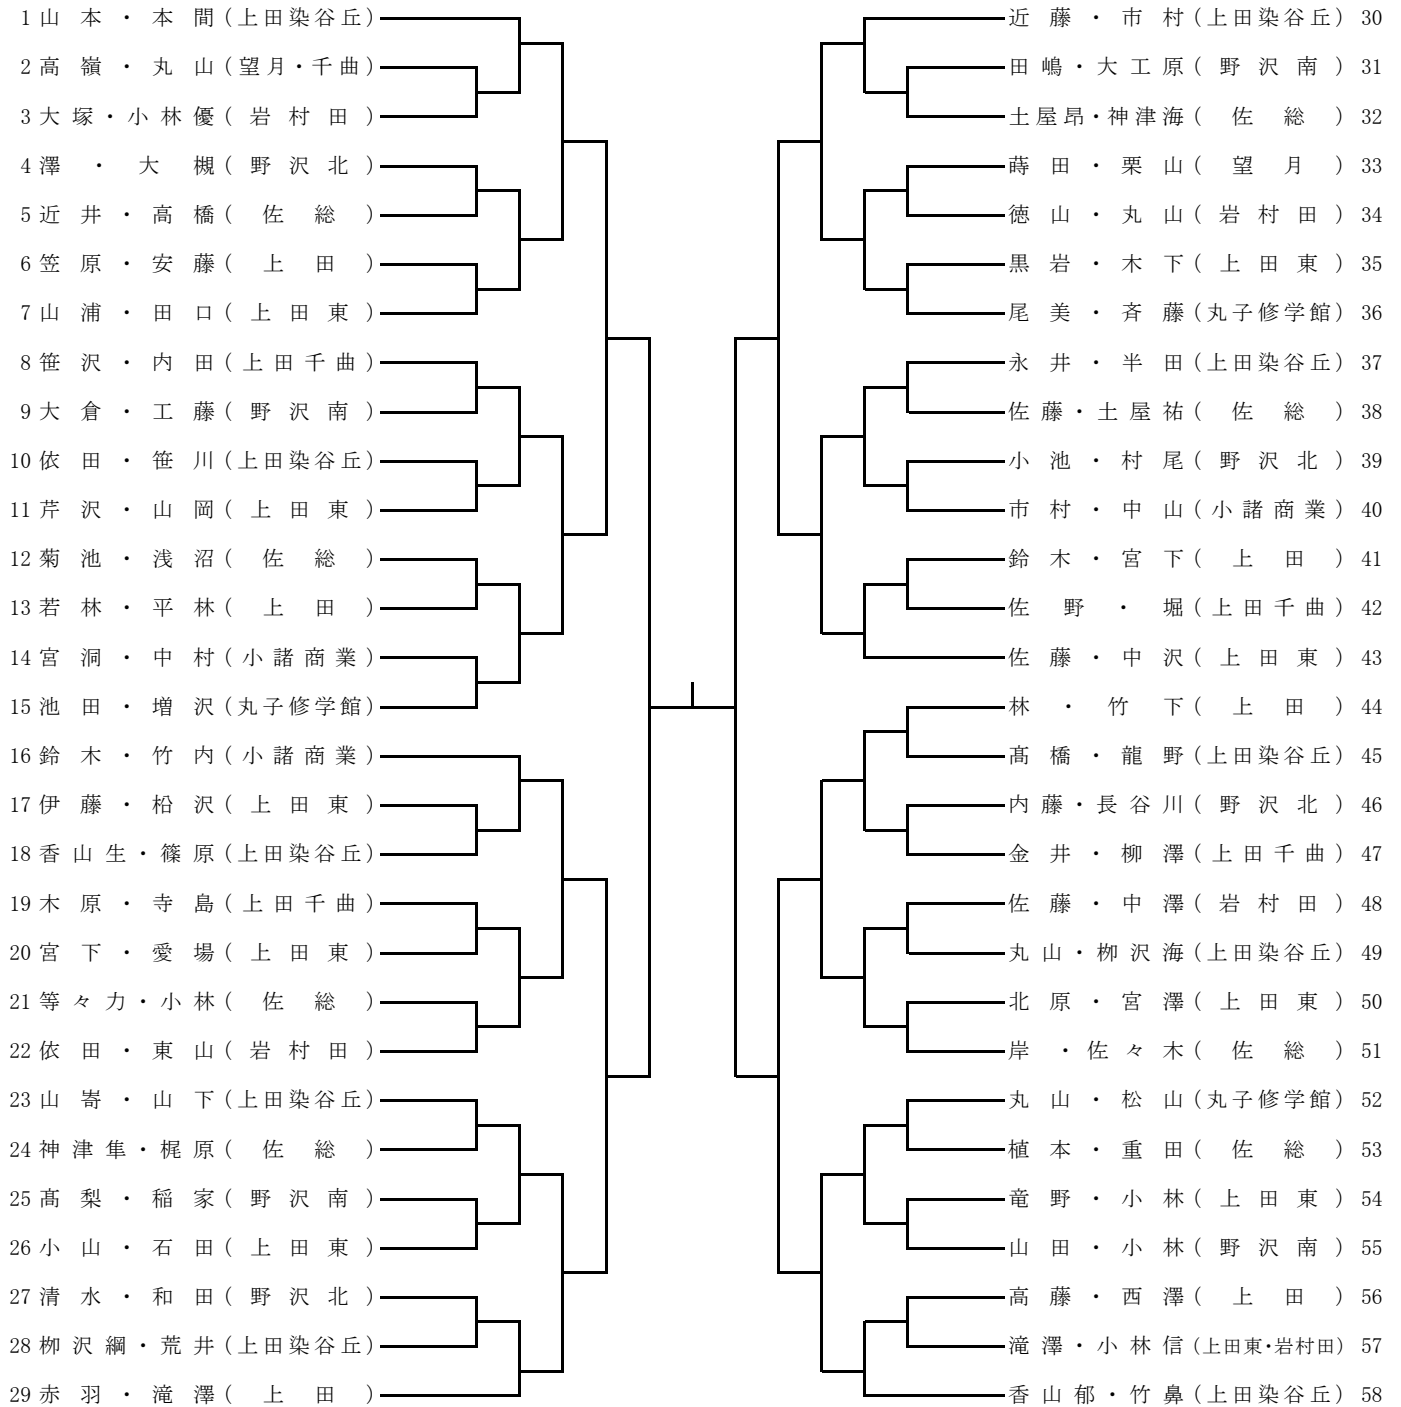 1 山本・本間(上田染谷丘)
2 高嶺・丸山(望月・千曲)
3 大塚・小林優(岩村田)
4 澤・大槻(野沢北)
5 近井・高橋(佐総)
6 笠原・安藤(上田)
7 山浦・田口(上田東)
8 笹沢・内田(上田千曲)
9 大倉・工藤(野沢南)
10 依田・笹川(上田染谷丘)
11 芹沢・山岡(上田東)
12 菊池・浅沼(佐総)
13 若林・平林(上田)
14 宮洞・中村(小諸商業)
15 池田・増沢(丸子修学館)
16 鈴木・竹内(小諸商業)
17 伊藤・枌沢(上田東)
18 香山生・篠原(上田染谷丘)
19 木原・寺島(上田千曲)
20 宮下・愛場(上田東)
21 等々力・小林(佐総)
22 依田・東山(岩村田)
23 山嵜・山下(上田染谷丘)
24 神津隼・梶原(佐総)
25 髙梨・稲家(野沢南)
26 小山・石田(上田東)
27 清水・和田(野沢北)
28 栁沢綱・荒井(上田染谷丘)
29 赤羽・滝澤(上田)
近藤・市村(上田染谷丘) 30
田嶋・大工原(野沢南) 31
土屋昂・神津海(佐総) 32
蒔田・栗山(望月) 33
徳山・丸山(岩村田) 34
黒岩・木下(上田東) 35
尾美・斉藤(丸子修学館) 36
永井・半田(上田染谷丘) 37
佐藤・土屋祐(佐総) 38
小池・村尾(野沢北) 39
市村・中山(小諸商業) 40
鈴木・宮下(上田) 41
佐野・堀(上田千曲) 42
佐藤・中沢(上田東) 43
林・竹下(上田) 44
髙橋・龍野(上田染谷丘) 45
内藤・長谷川(野沢北) 46
金井・柳澤(上田千曲) 47
佐藤・中澤(岩村田) 48
丸山・栁沢海(上田染谷丘) 49
北原・宮澤(上田東) 50
岸・佐々木(佐総) 51
丸山・松山(丸子修学館) 52
植本・重田(佐総) 53
竜野・小林(上田東) 54
山田・小林(野沢南) 55
高藤・西澤(上田) 56
滝澤・小林信(上田東・岩村田) 57
香山郁・竹鼻(上田染谷丘) 58